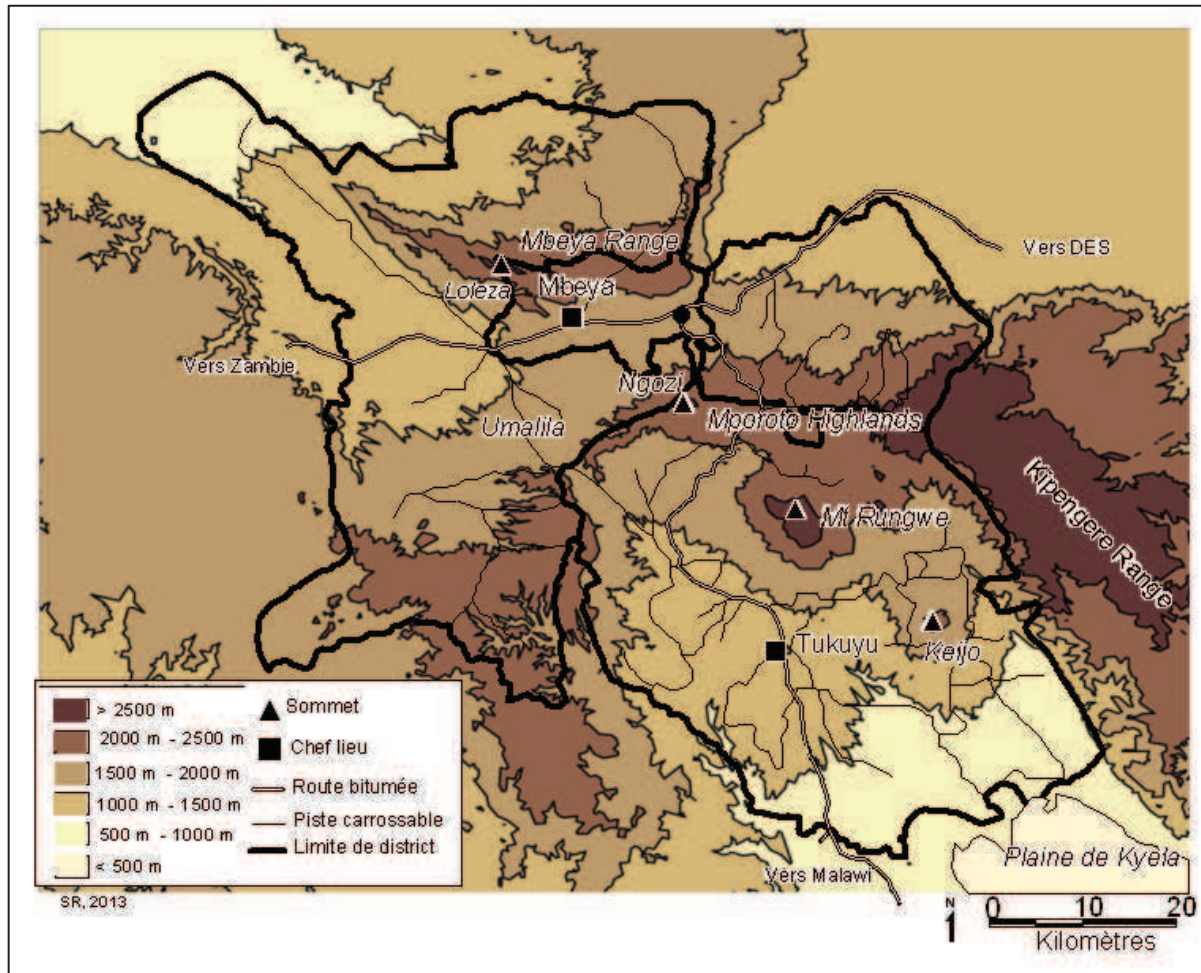 Vers DES
Mbeya Range
Loleza
Mbeya
Vers Zambie
Ngozi
Umalila
Mporoto Highlands
Mt Rungwe
Kipengere Range
Tukuyu
Keijo
Plaine de Kyela
Vers Malawi
> 2500 m
2000 m - 2500 m
1500 m - 2000 m
1000 m - 1500 m
500 m - 1000 m
< 500 m
Sommet
Chef lieu
Route bitumée
Piste carrossable
Limite de district
SR, 2013
N
0 10 20
Kilomètres